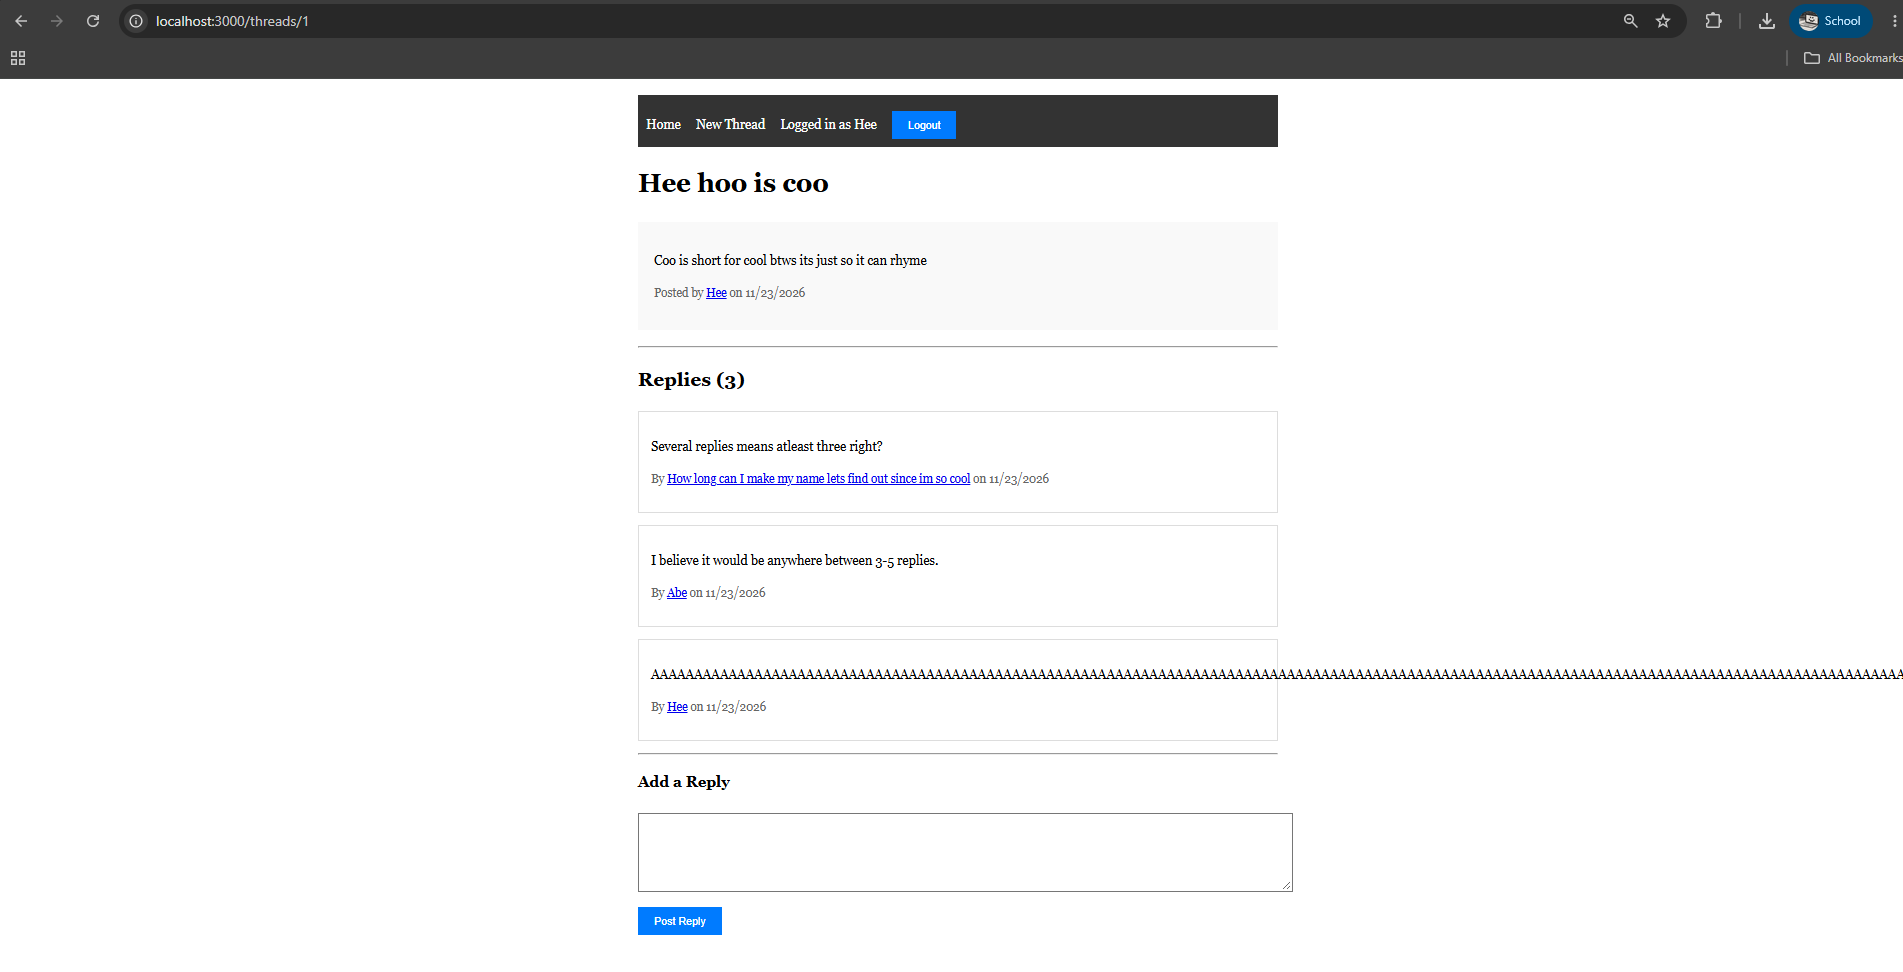 localhost:3000/threads/1
School
All Bookmarks
Home New Thread Logged in as Hee Logout
Hee hoo is coo
Coo is short for cool btws its just so it can rhyme
Posted by Hee on 11/23/2026
Replies (3)
Several replies means atleast three right?
By How long can I make my name lets find out since im so cool on 11/23/2026
I believe it would be anywhere between 3-5 replies.
By Abe on 11/23/2026
By Hee on 11/23/2026
Add a Reply
Post Reply